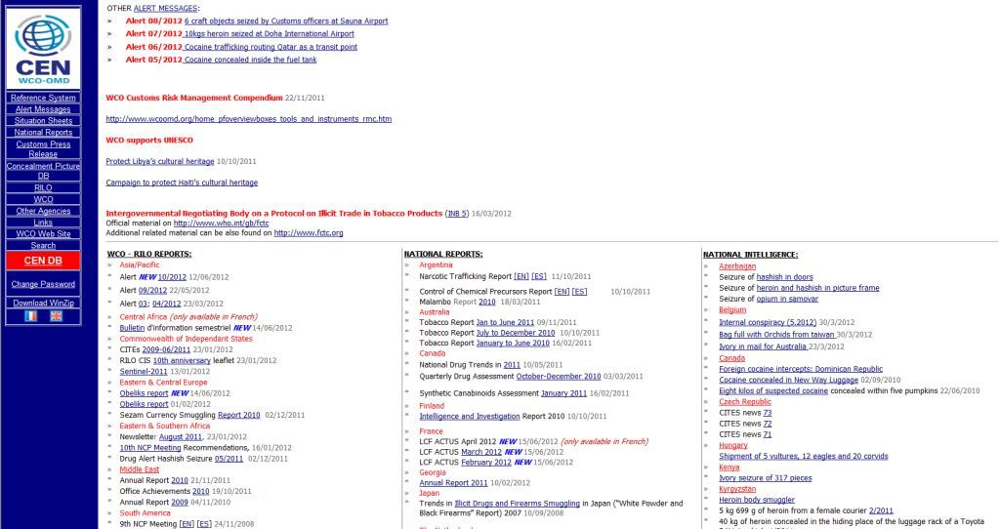 CEN
WCO-OMD
Reference System
Alert Messages
Situation Sheets
National Reports
Customs Press
Release
Concealment Picture
DB
RILO
WCO
Other Agencies
Links
WCO Web Site
Search
CEN DB
Change Password
Download WinZip
OTHER ALERT MESSAGES:
» Alert 08/2012 6 craft objects seized by Customs officers at Sauna Airport
» Alert 07/2012 10kgs heroin seized at Doha International Airport
» Alert 06/2012 Cocaine trafficking routing Qatar as a transit point
» Alert 05/2012 Cocaine concealed inside the fuel tank
WCO Customs Risk Management Compendium 22/11/2011
http://www.wcoomd.org/home_pfoverviewboxes_tools_and_instruments_rmc.htm
WCO supports UNESCO
Protect Libya's cultural heritage 10/10/2011
Campaign to protect Haiti's cultural heritage
Intergovernmental Negotiating Body on a Protocol on Illicit Trade in Tobacco Products (INB 5) 16/03/2012
Official material on http://www.who.int/gb/fctc
Additional related material can be also found on http://www.fctc.org
WCO - RILO REPORTS:
» Asia/Pacific
* Alert NEW 10/2012 12/06/2012
* Alert 09/2012 22/05/2012
* Alert 03; 04/2012 23/03/2012
» Central Africa (only available in French)
* Bulletin d'information semestriel NEW 14/06/2012
» Commonwealth of Independant States
* CITEs 2009-06/2011 23/01/2012
* RILO CIS 10th anniversary leaflet 23/01/2012
* Sentinel-2011 13/01/2012
» Eastern & Central Europe
* Obeliks report NEW 14/06/2012
* Obeliks report 01/02/2012
* Sezam Currency Smuggling Report 2010 02/12/2011
» Eastern & Southern Africa
* Newsletter August 2011. 23/01/2012
* 10th NCP Meeting Recommendations, 16/01/2012
* Drug Alert Hashish Seizure 05/2011 02/12/2011
» Middle East
* Annual Report 2010 21/11/2011
* Office Achievements 2010 19/10/2011
* Annual Report 2009 04/11/2010
» South America
* 9th NCP Meeting [EN] [ES] 24/11/2008
NATIONAL REPORTS:
» Argentina
* Narcotic Trafficking Report [EN] [ES] 11/10/2011
* Control of Chemical Precursors Report [EN] [ES] 10/10/2011
* Malambo Report 2010 18/03/2011
» Australia
* Tobacco Report Jan to June 2011 09/11/2011
* Tobacco Report July to December 2010 10/10/2011
* Tobacco Report January to June 2010 16/02/2011
» Canada
* National Drug Trends in 2011 10/05/2011
* Quarterly Drug Assessment October-December 2010 03/03/2011
* Synthetic Canabinoids Assessment January 2011 16/02/2011
» Finland
* Intelligence and Investigation Report 2010 10/10/2011
» France
* LCF ACTUS April 2012 NEW 15/06/2012 (only available in French)
* LCF ACTUS March 2012 NEW 15/06/2012
* LCF ACTUS February 2012 NEW 15/06/2012
» Georgia
* Annual Report 2011 10/02/2012
» Japan
* Trends in Illicit Drugs and Firearms Smuggling in Japan ("White Powder and
Black Firearms" Report) 2007 10/09/2008
NATIONAL INTELLIGENCE:
» Azerbaijan
* Seizure of hashish in doors
* Seizure of heroin and hashish in picture frame
* Seizure of opium in samovar
» Belgium
* Internal conspiracy (5.2012) 30/3/2012
* Bag full with Orchids from taiwan 30/3/2012
* Ivory in mail for Australia 23/3/2012
» Canada
* Foreign cocaine intercepts: Dominican Republic
* Cocaine concealed in New Way Luggage 02/09/2010
* Eight kilos of suspected cocaine concealed within five pumpkins 22/06/2010
» Czech Republic
* CITES news 73
* CITES news 72
* CITES news 71
» Hungary
* Shipment of 5 vultures, 12 eagles and 20 corvids
» Kenya
* Ivory seizure of 317 pieces
» Kyrgyzstan
* Heroin body smuggler
* 5 kg 699 g of heroin from a female courier 2/2011
* 40 kg of heroin concealed in the hiding place of the luggage rack of a Toyota